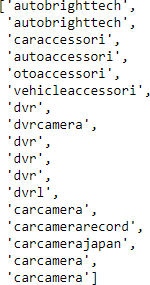 ['autobrighttech',
'autobrighttech',
'caraccessori',
'autoaccessori',
'otoaccessori',
'vehicleaccessori',
'dvr',
'dvrcamera',
'dvr',
'dvr',
'dvr',
'dvrl',
'carcamera',
'carcamerarecord',
'carcamerajapan',
'carcamera',
'carcamera']